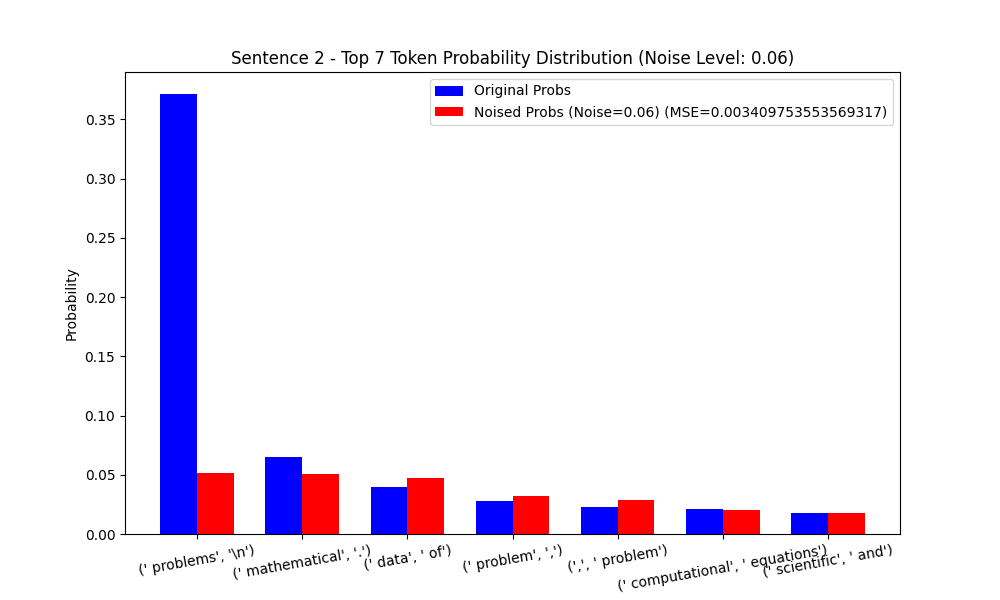 Sentence 2 - Top 7 Token Probability Distribution (Noise Level: 0.06)
Original Probs
Noised Probs (Noise=0.06) (MSE=0.003409753553569317)
Probability
0.35
0.30
0.25
0.20
0.15
0.10
0.05
0.00
(' problems', '\n')
(' mathematical', '.')
(' data', ' of')
(' problem', ',')
(',', ' problem')
(' computational', ' equations')
(' scientific', ' and')